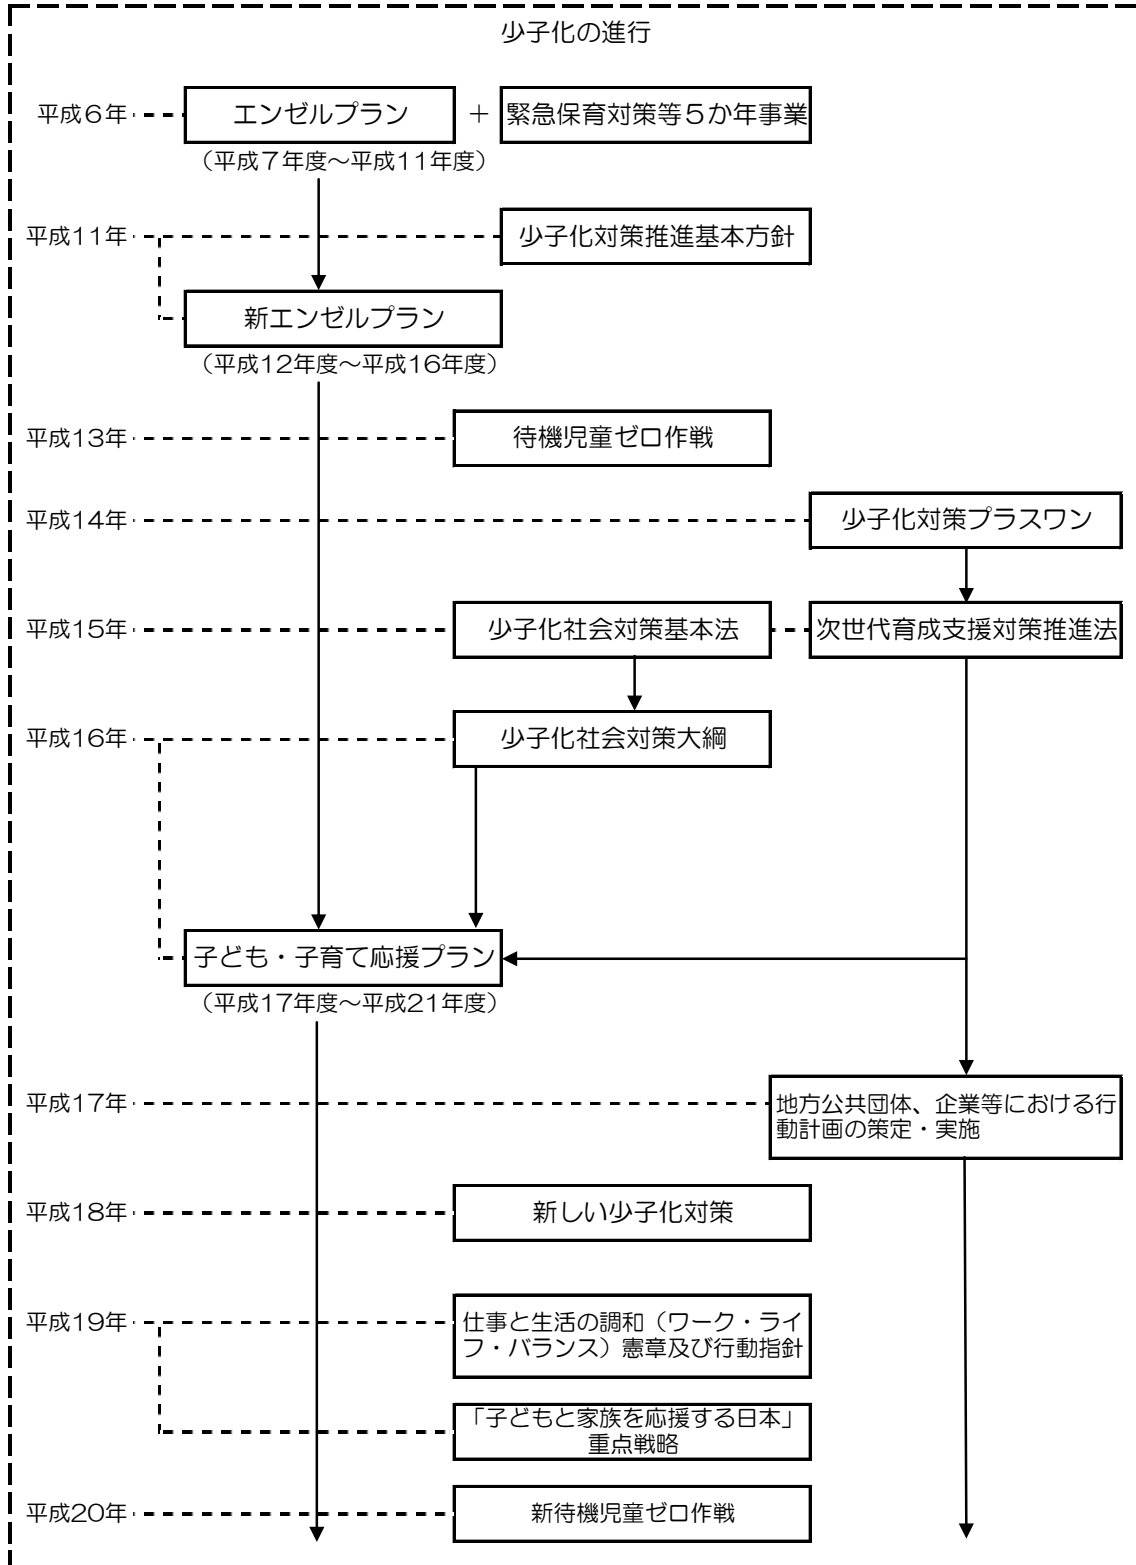 少子化の進行
平成６年
エンゼルプラン
＋
緊急保育対策等５か年事業
（平成７年度～平成11年度）
平成11年
少子化対策推進基本方針
新エンゼルプラン
（平成12年度～平成16年度）
平成13年
待機児童ゼロ作戦
平成14年
少子化対策プラスワン
平成15年
少子化社会対策基本法
次世代育成支援対策推進法
平成16年
少子化社会対策大綱
子ども・子育て応援プラン
（平成17年度～平成21年度）
平成17年
地方公共団体、企業等における行
動計画の策定・実施
平成18年
新しい少子化対策
平成19年
仕事と生活の調和（ワーク・ライ
フ・バランス）憲章及び行動指針
「子どもと家族を応援する日本」
重点戦略
平成20年
新待機児童ゼロ作戦